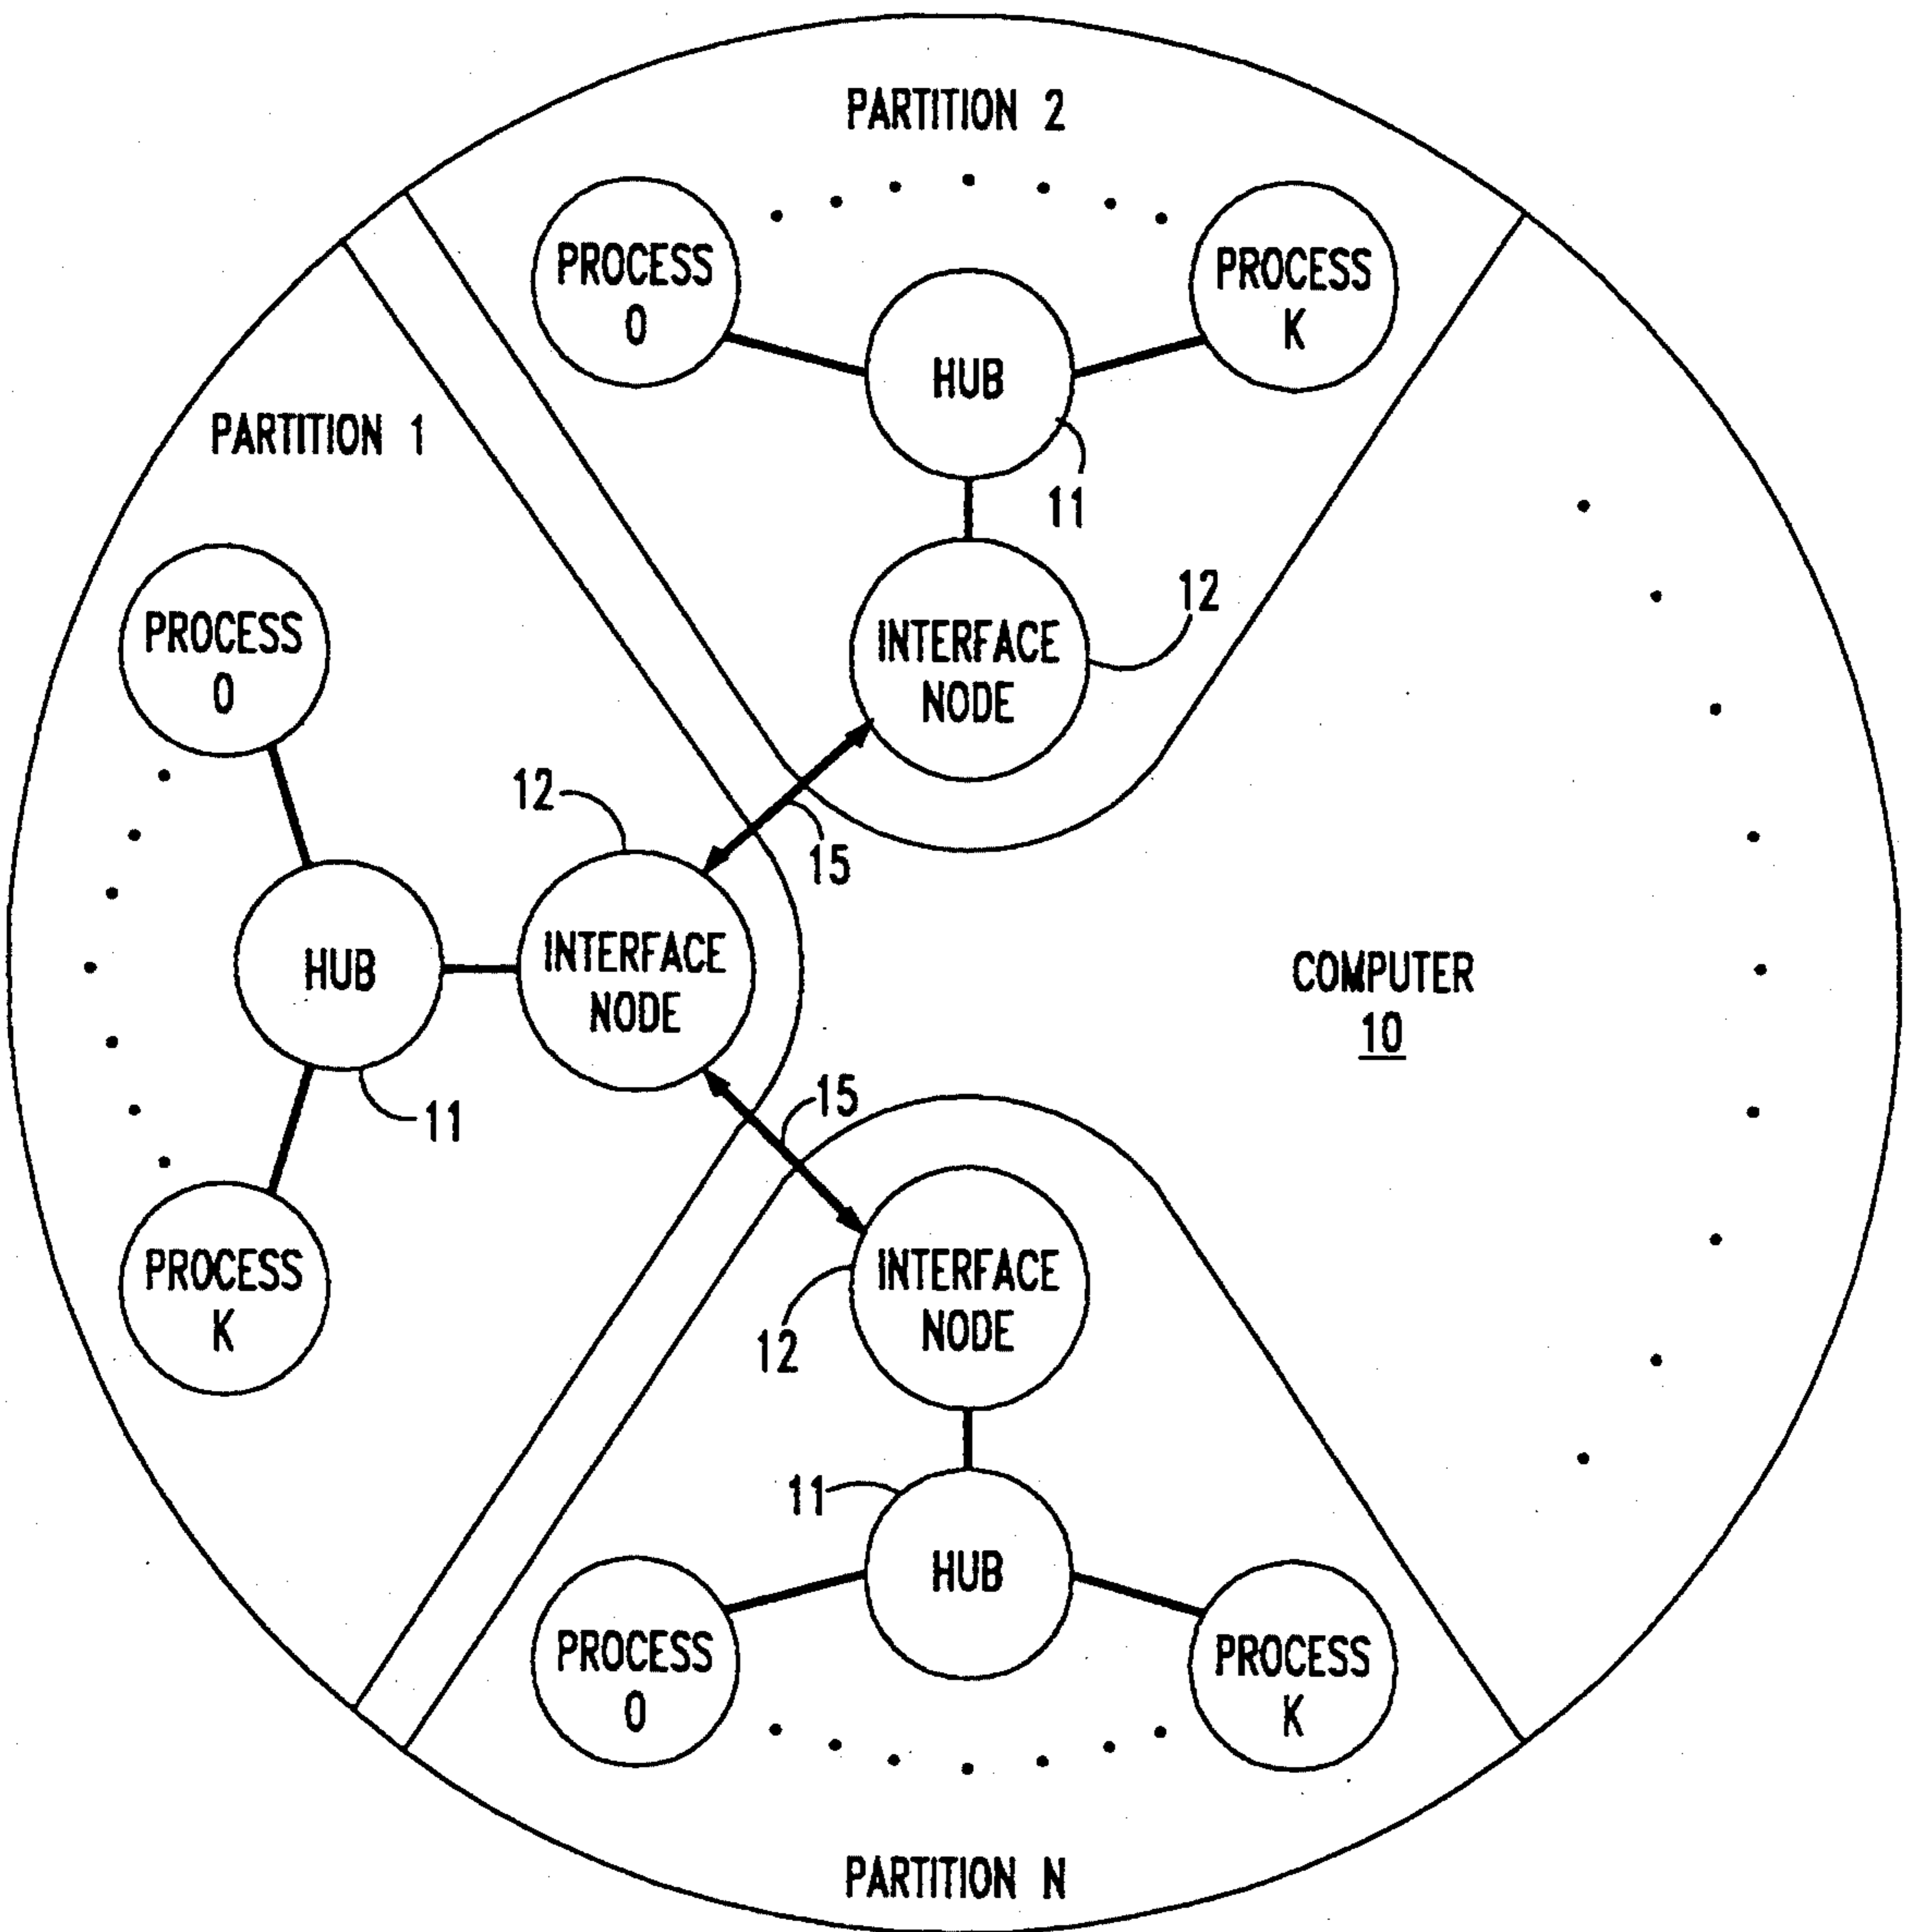 PARTITION 2
PROCESS
0
PROCESS
K
HUB
11
INTERFACE
NODE
12
15
PARTITION 1
PROCESS
0
HUB
11
INTERFACE
NODE
12
PROCESS
K
COMPUTER
10
15
INTERFACE
NODE
12
11
HUB
PROCESS
0
PROCESS
K
PARTITION N